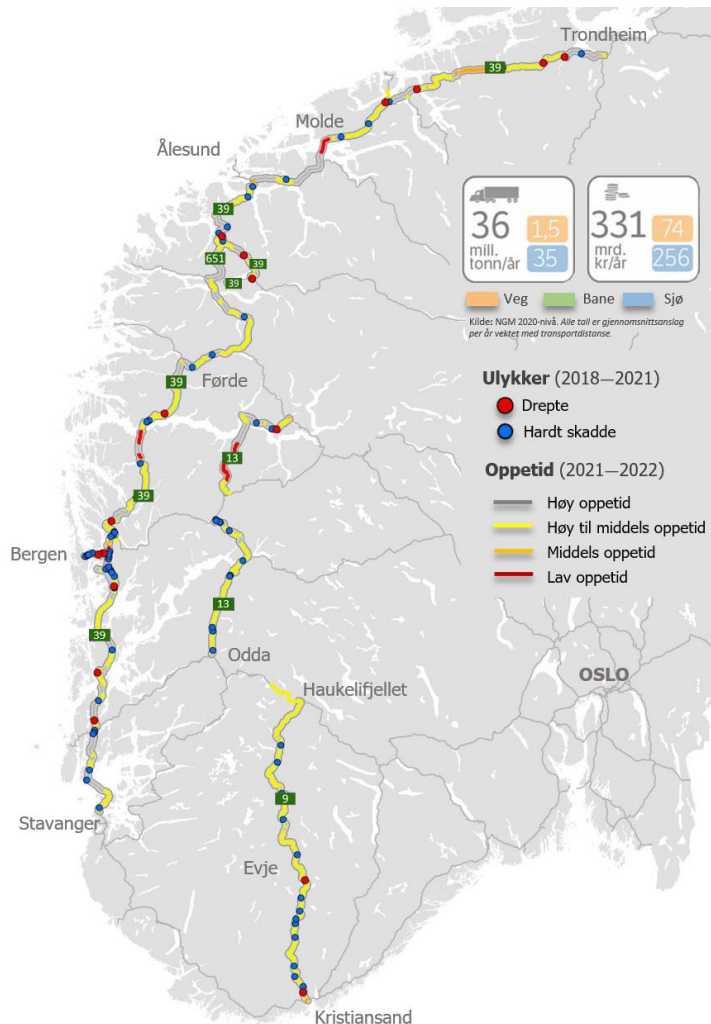 Trondheim
39
Molde
Ålesund
36
mill.
tonn/år
1,5
35
331
mrd.
kr/år
74
256
39
651
39
39
Veg
Bane
Sjø
Kilde: NGM 2020-nivå. Alle tall er gjennomsnittsanslag
per år vektet med transportdistanse.
39
Førde
Ulykker (2018—2021)
Drepte
Hardt skadde
13
Oppetid (2021—2022)
39
Høy oppetid
Høy til middels oppetid
Bergen
Middels oppetid
Lav oppetid
13
39
Odda
OSLO
Haukelifjellet
9
Stavanger
Evje
Kristiansand